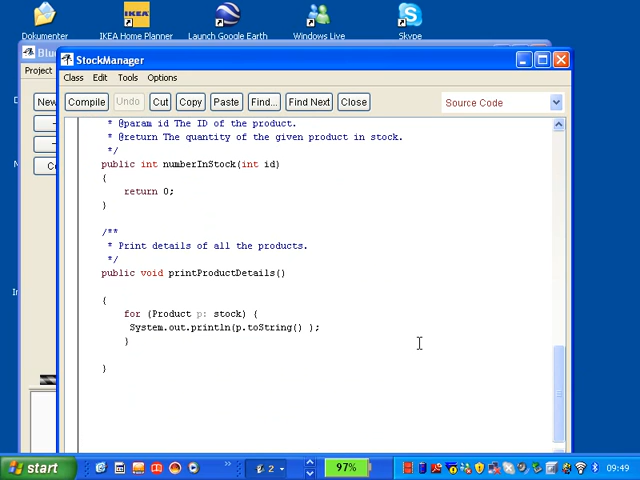 Dokumenter
IKEA Home Planner
Launch Google Earth
Windows Live
Skype
IKEA
StockManager
Project
Class Edit Tools Options
Compile Undo Cut Copy Paste Find... Find Next Close
Source Code
* @param id The ID of the product.
* @return The quantity of the given product in stock.
*/
public int numberInStock(int id)
{
return 0;
}
/**
* Print details of all the products.
*/
public void printProductDetails()
{
for (Product p: stock) {
System.out.println(p.toString() );
}
}
start
2
97%
09:49